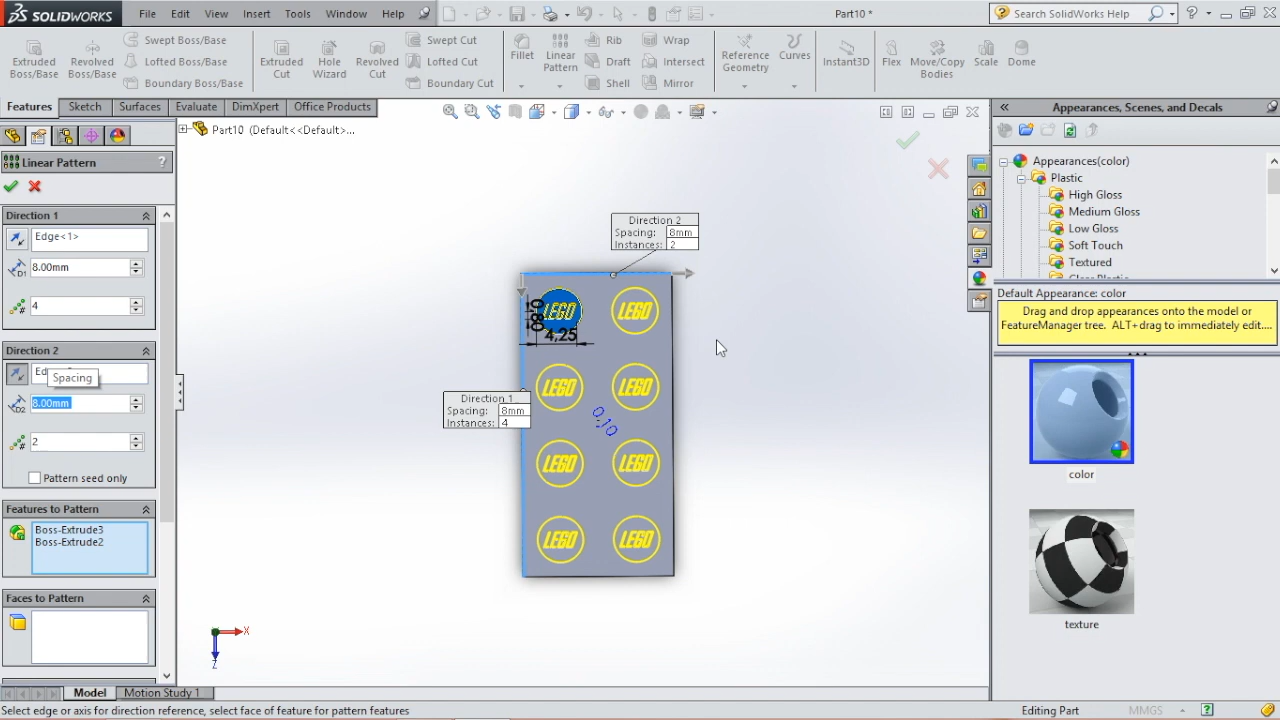 SOLIDWORKS File Edit View Insert Tools Window Help Part10 * Search SolidWorks Help
Extruded Boss/Base
Revolved Boss/Base
Swept Boss/Base
Lofted Boss/Base
Boundary Boss/Base
Extruded Cut
Hole Wizard
Revolved Cut
Swept Cut
Lofted Cut
Boundary Cut
Fillet
Linear Pattern
Rib
Draft
Shell
Wrap
Intersect
Mirror
Reference Geometry
Curves
Instant3D
Flex
Move/Copy Bodies
Scale
Dome
Features Sketch Surfaces Evaluate DimXpert Office Products
Part10 (Default<<Default>...
Linear Pattern ?
Direction 1
Edge<1>
D1 8.00mm
# 4
Direction 2
Spacing
D2 8.00mm
# 2
Pattern seed only
Features to Pattern
Boss-Extrude3
Boss-Extrude2
Faces to Pattern
Direction 2
Spacing: 8mm
Instances: 2
LEGO LEGO
4,25
LEGO LEGO
Direction 1
Spacing: 8mm
Instances: 4
0,10
LEGO LEGO
LEGO LEGO
X
Z
Appearances, Scenes, and Decals
Appearances(color)
Plastic
High Gloss
Medium Gloss
Low Gloss
Soft Touch
Textured
Default Appearance: color
Drag and drop appearances onto the model or
FeatureManager tree. ALT+drag to immediately edit....
color
texture
Model Motion Study 1
Select edge or axis for direction reference, select face of feature for pattern features Editing Part MMGS